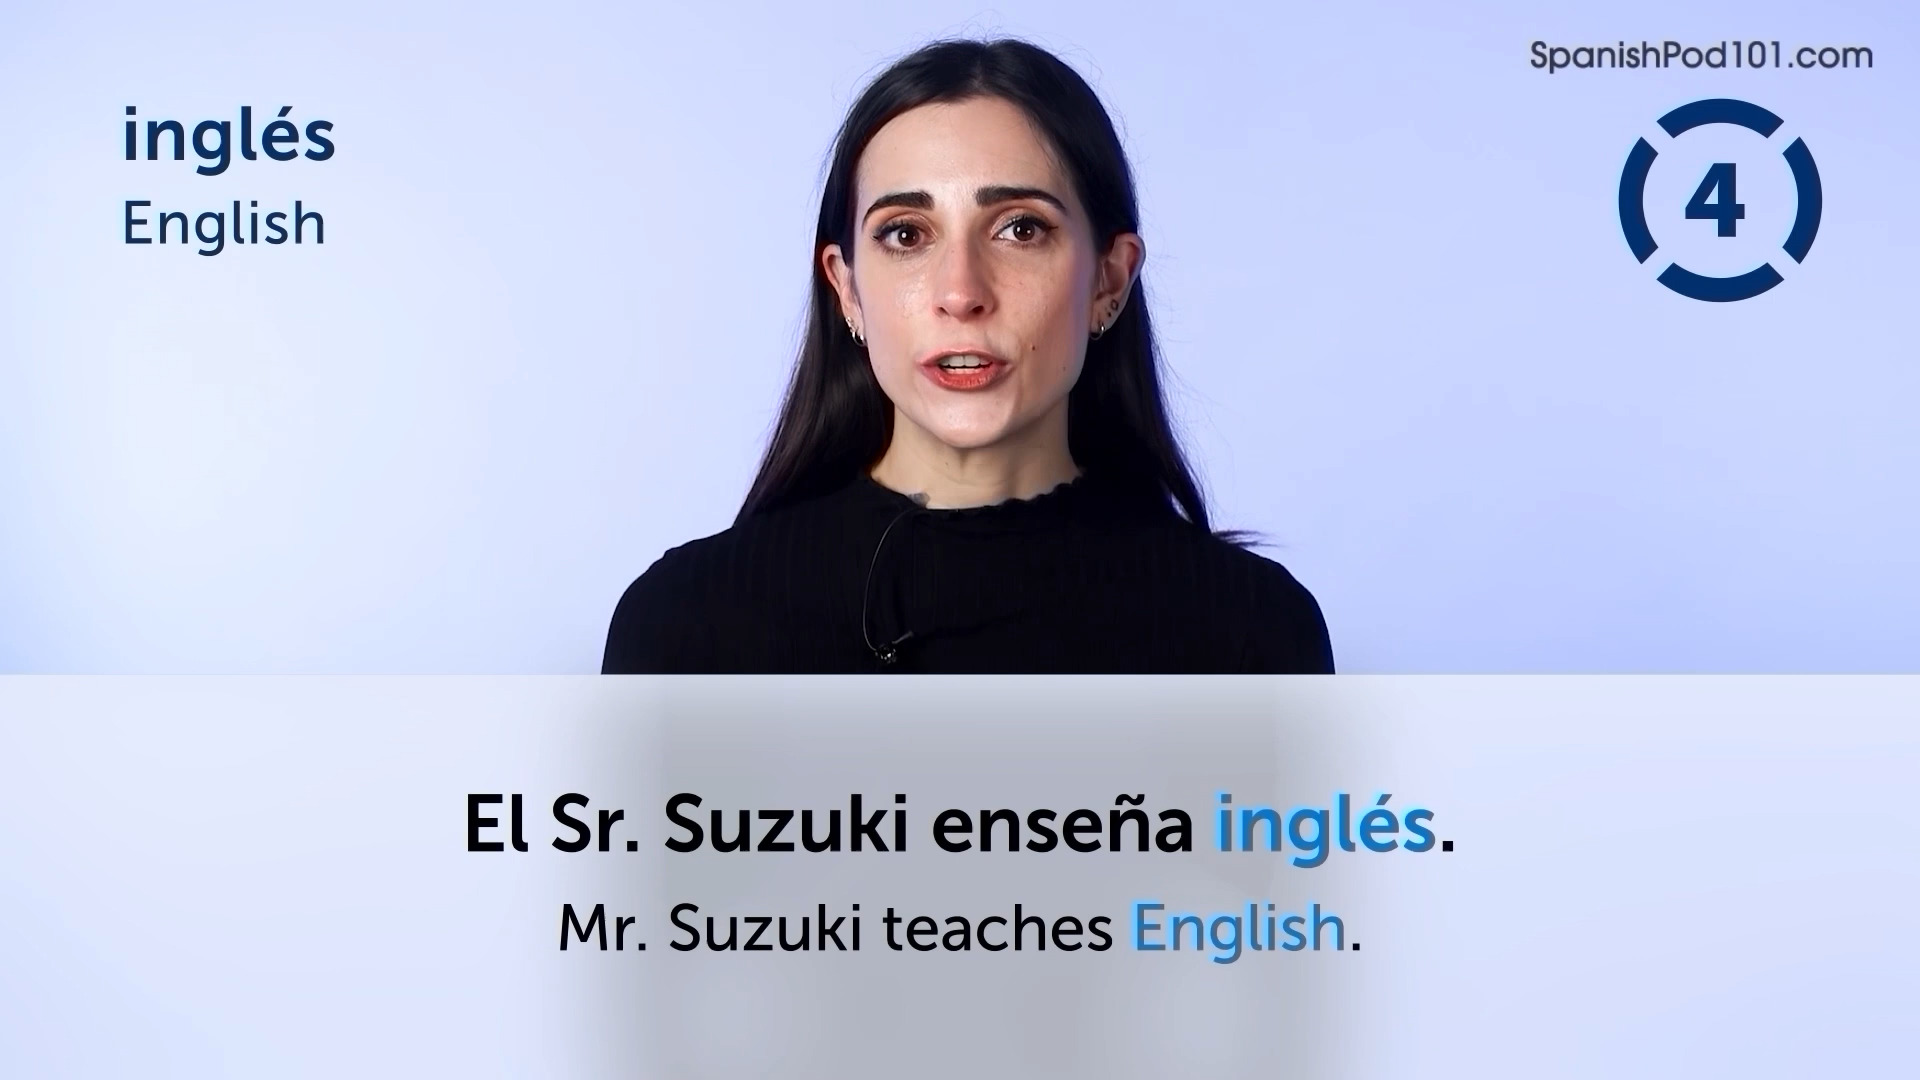 SpanishPod101.com
inglés
English
4
El Sr. Suzuki enseña inglés.
Mr. Suzuki teaches English.